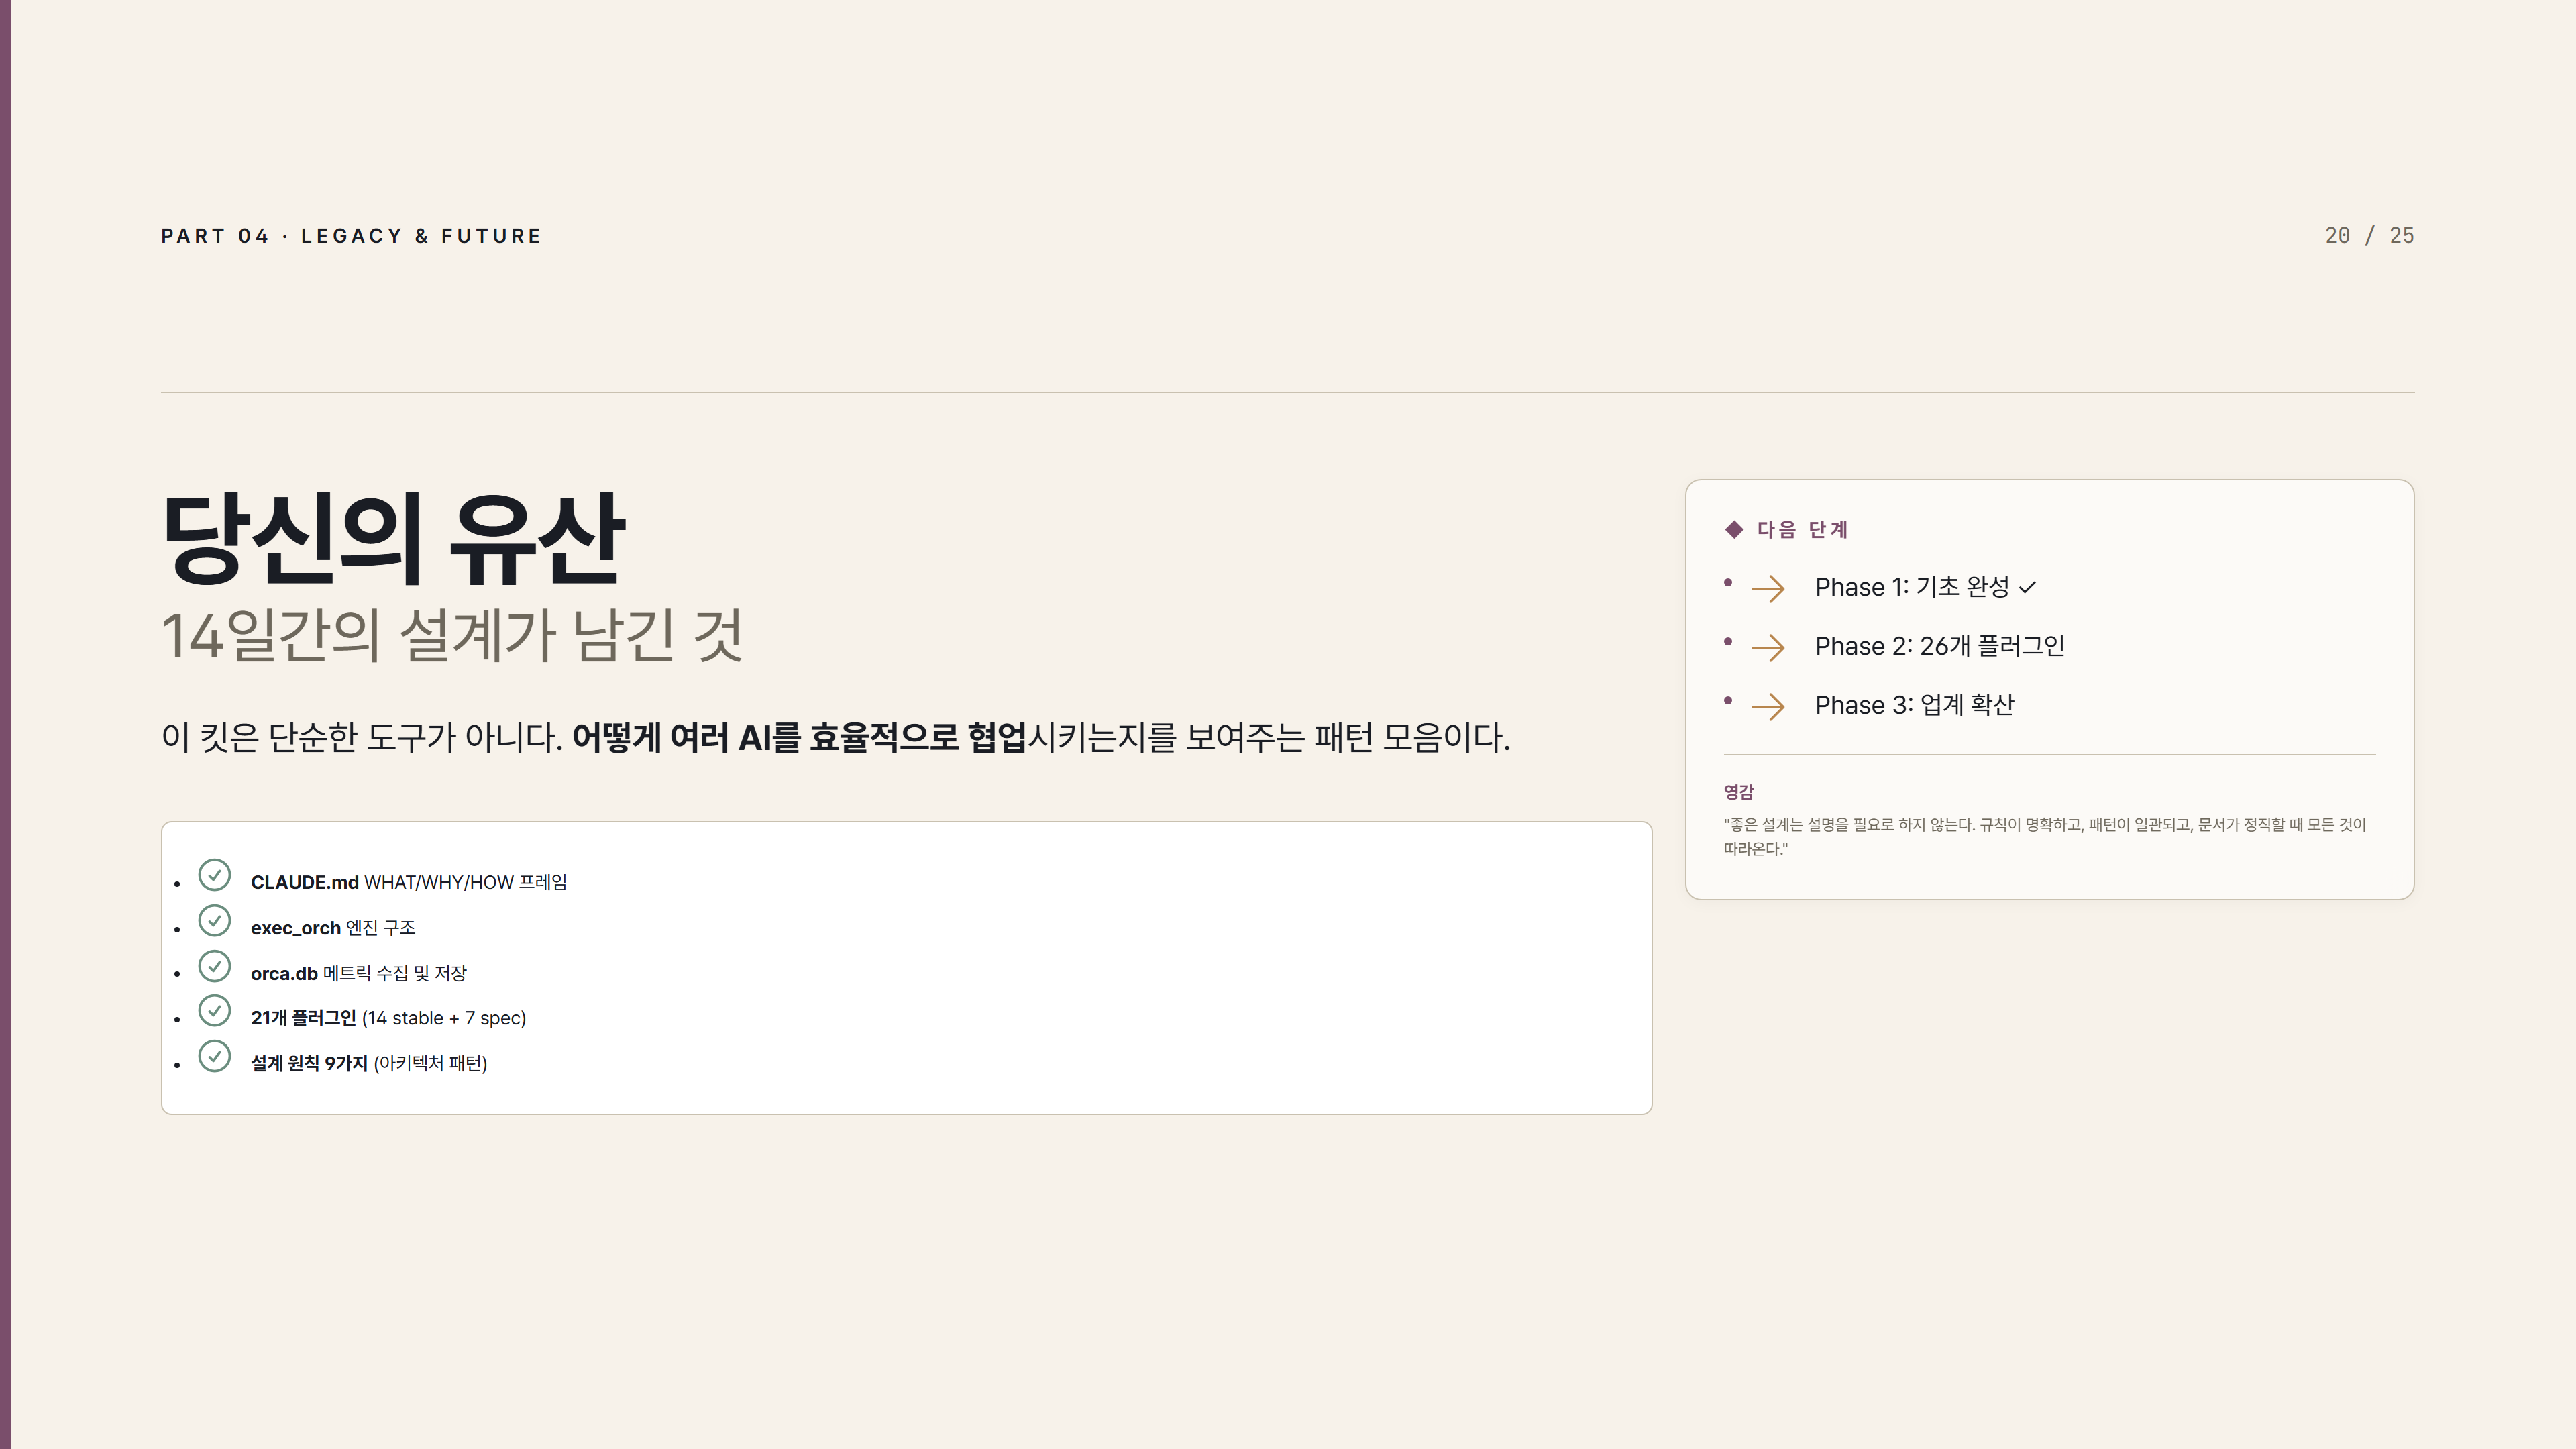 PART 04 · LEGACY & FUTURE
20 / 25
당신의 유산
14일간의 설계가 남긴 것
이 킷은 단순한 도구가 아니다. 어떻게 여러 AI를 효율적으로 협업시키는지를 보여주는 패턴 모음이다.
• CLAUDE.md WHAT/WHY/HOW 프레임
• exec_orch 엔진 구조
• orca.db 메트릭 수집 및 저장
• 21개 플러그인 (14 stable + 7 spec)
• 설계 원칙 9가지 (아키텍처 패턴)
◆ 다음 단계
• → Phase 1: 기초 완성 ✓
• → Phase 2: 26개 플러그인
• → Phase 3: 업계 확산
영감
"좋은 설계는 설명을 필요로 하지 않는다. 규칙이 명확하고, 패턴이 일관되고, 문서가 정직할 때 모든 것이
따라온다."